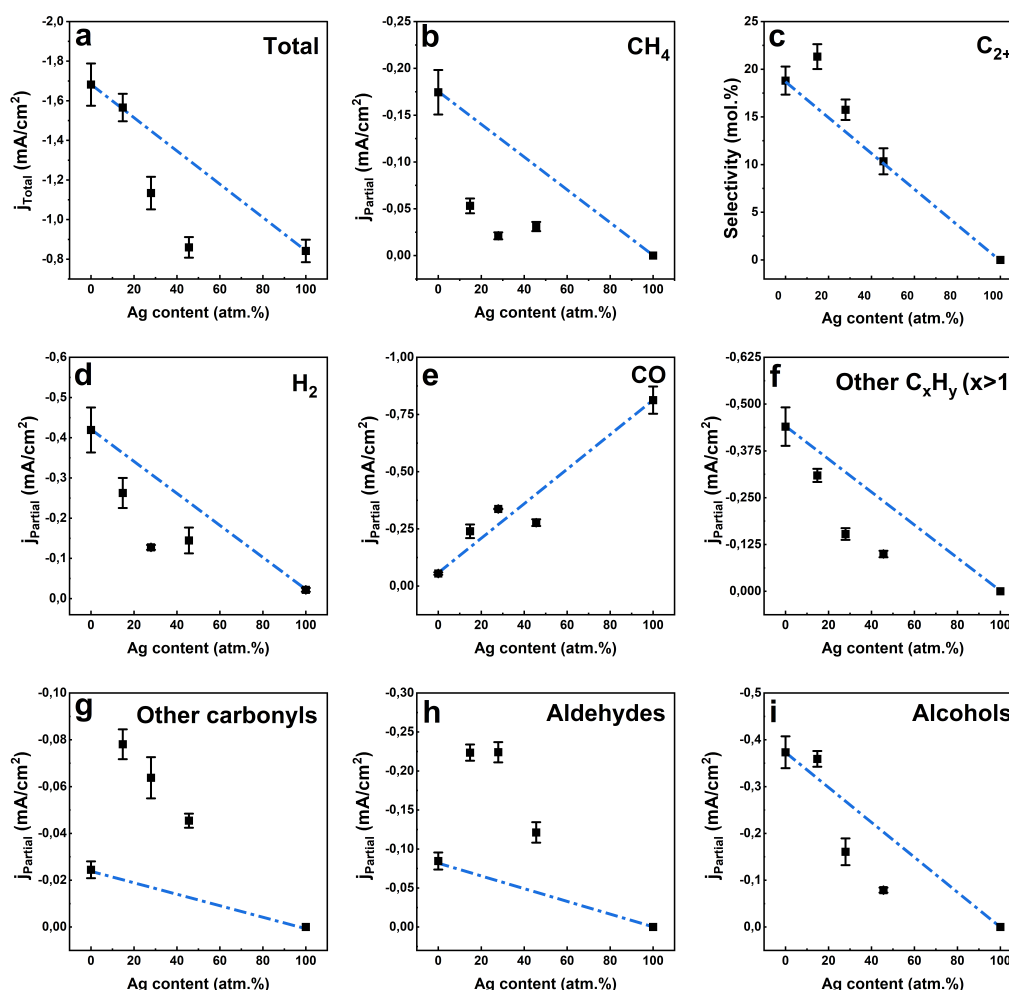 a Total
-2,0
-1,8
-1,6
-1,4
-1,2
-1,0
-0,8
j_Total (mA/cm²)
0 20 40 60 80 100
Ag content (atm.%)
b CH₄
-0,25
-0,20
-0,15
-0,10
-0,05
0,00
j_Partial (mA/cm²)
0 20 40 60 80 100
Ag content (atm.%)
c C₂₊
25
20
15
10
5
0
Selectivity (mol.%)
0 20 40 60 80 100
Ag content (atm.%)
d H₂
-0,6
-0,5
-0,4
-0,3
-0,2
-0,1
0,0
j_Partial (mA/cm²)
0 20 40 60 80 100
Ag content (atm.%)
e CO
-1,00
-0,75
-0,50
-0,25
0,00
j_Partial (mA/cm²)
0 20 40 60 80 100
Ag content (atm.%)
f Other CₓHᵧ (x>1
-0,625
-0,500
-0,375
-0,250
-0,125
0,000
j_Partial (mA/cm²)
0 20 40 60 80 100
Ag content (atm.%)
g Other carbonyls
-0,10
-0,08
-0,06
-0,04
-0,02
0,00
j_Partial (mA/cm²)
0 20 40 60 80 100
Ag content (atm.%)
h Aldehydes
-0,30
-0,25
-0,20
-0,15
-0,10
-0,05
0,00
j_Partial (mA/cm²)
0 20 40 60 80 100
Ag content (atm.%)
i Alcohols
-0,5
-0,4
-0,3
-0,2
-0,1
0,0
j_Partial (mA/cm²)
0 20 40 60 80 100
Ag content (atm.%)